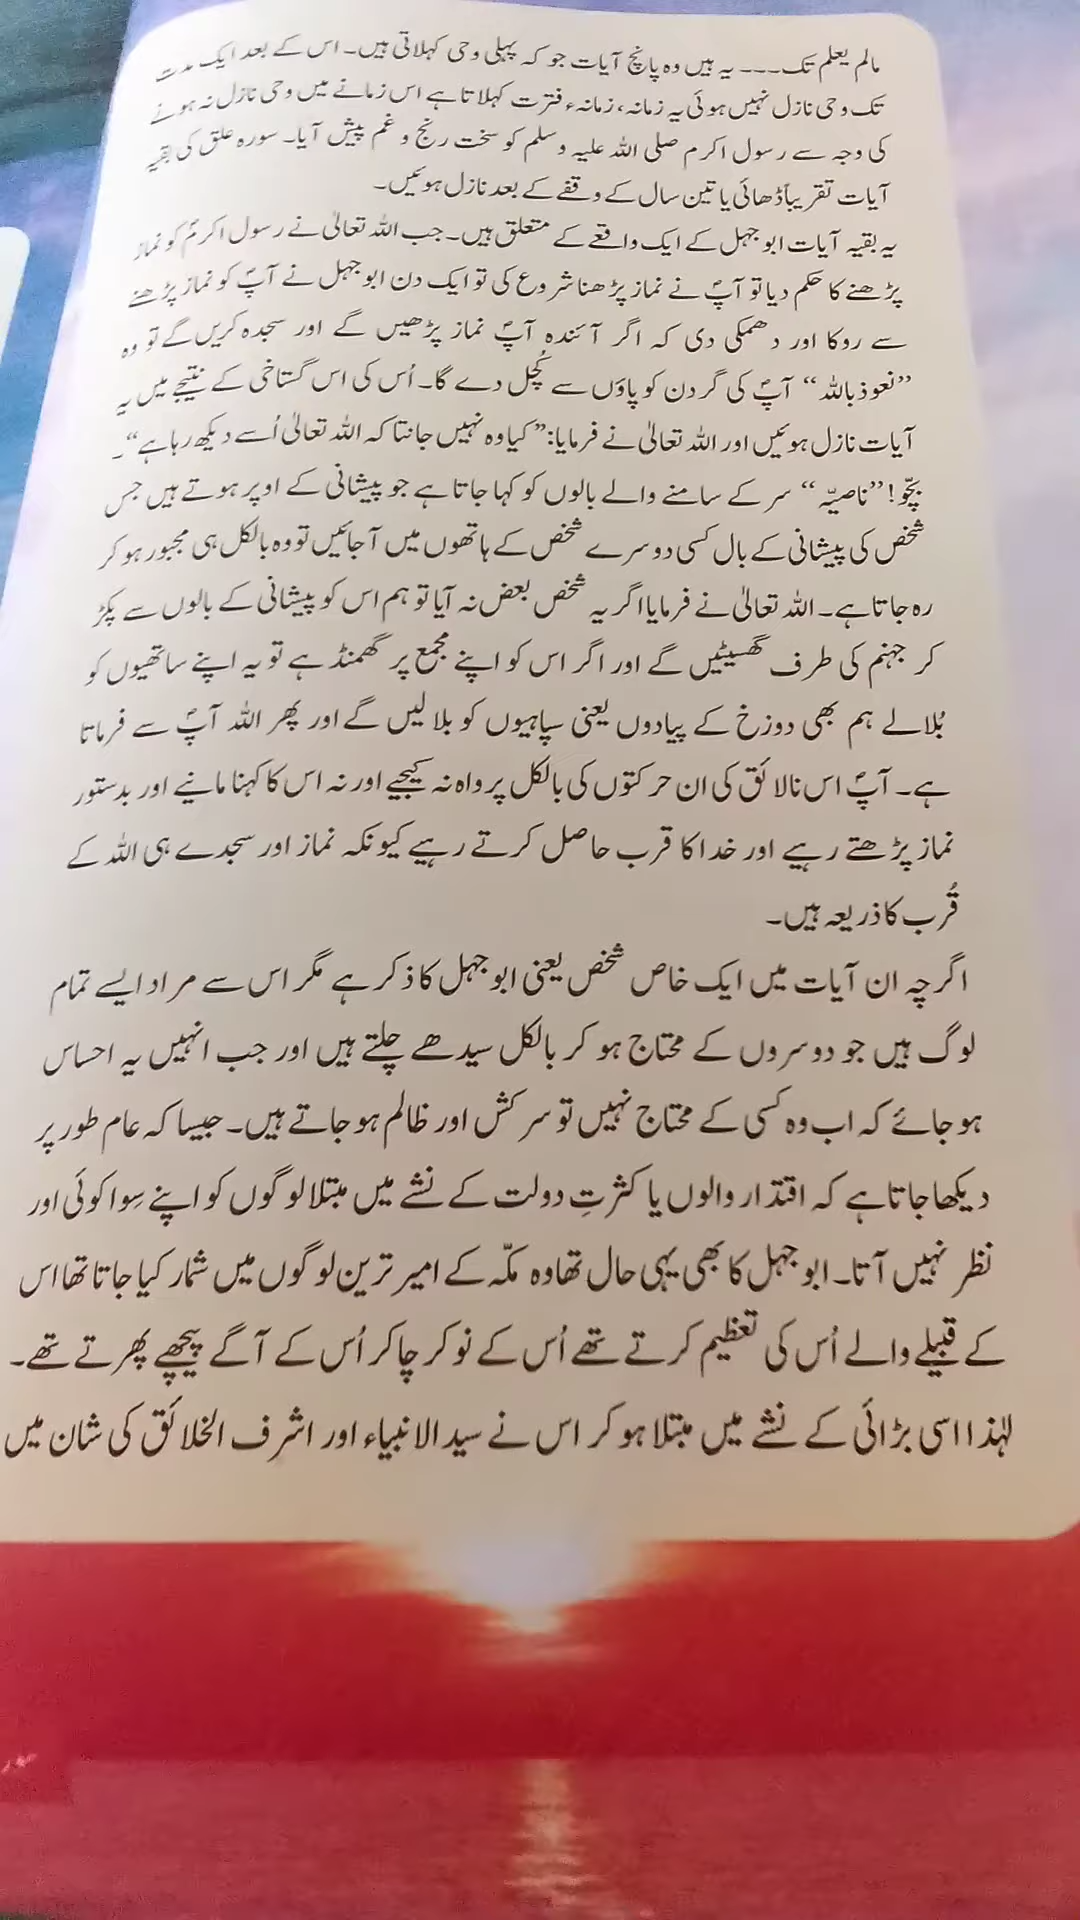 مالم یعلم تک۔۔۔ یہ ہیں وہ پانچ آیات جو کہ پہلی وحی کہلاتی ہیں۔ اس کے بعد ایک مدت
تک وحی نازل نہیں ہوئی یہ زمانہ، زمانۂ فترت کہلاتا ہے اس زمانے میں وحی نازل نہ ہونے
کی وجہ سے رسول اکرم صلی اللہ علیہ وسلم کو سخت رنج و غم پیش آیا۔ سورہ علق کی بقیہ
آیات تقریباً ڈھائی یا تین سال کے وقفے کے بعد نازل ہوئیں۔
یہ بقیہ آیات ابوجہل کے ایک واقعے کے متعلق ہیں۔ جب اللہ تعالیٰ نے رسول اکرمؐ کو نماز
پڑھنے کا حکم دیا تو آپؐ نے نماز پڑھنا شروع کی تو ایک دن ابوجہل نے آپؐ کو نماز پڑھنے
سے روکا اور دھمکی دی کہ اگر آئندہ آپؐ نماز پڑھیں گے اور سجدہ کریں گے تو وہ
”نعوذ باللہ“ آپؐ کی گردن کو پاؤں سے کُچل دے گا۔ اُس کی اس گستاخی کے نتیجے میں یہ
آیات نازل ہوئیں اور اللہ تعالیٰ نے فرمایا: ”کیا وہ نہیں جانتا کہ اللہ تعالیٰ اُسے دیکھ رہا ہے“۔
بچّو! ”ناصیّہ“ سر کے سامنے والے بالوں کو کہا جاتا ہے جو پیشانی کے اوپر ہوتے ہیں جس
شخص کی پیشانی کے بال کسی دوسرے شخص کے ہاتھوں میں آجائیں تو وہ بالکل ہی مجبور ہو کر
رہ جاتا ہے۔ اللہ تعالیٰ نے فرمایا اگر یہ شخص بعض نہ آیا تو ہم اس کو پیشانی کے بالوں سے پکڑ
کر جہنم کی طرف گھسیٹیں گے اور اگر اس کو اپنے مجمع پر گھمنڈ ہے تو یہ اپنے ساتھیوں کو
بُلا لے ہم بھی دوزخ کے پیادوں یعنی سپاہیوں کو بلا لیں گے اور پھر اللہ آپؐ سے فرماتا
ہے۔ آپؐ اس نالائق کی ان حرکتوں کی بالکل پرواہ نہ کیجیے اور نہ اس کا کہنا مانیے اور بدستور
نماز پڑھتے رہیے اور خدا کا قرب حاصل کرتے رہیے کیونکہ نماز اور سجدے ہی اللہ کے
قُرب کا ذریعہ ہیں۔
اگرچہ ان آیات میں ایک خاص شخص یعنی ابوجہل کا ذکر ہے مگر اس سے مراد ایسے تمام
لوگ ہیں جو دوسروں کے محتاج ہو کر بالکل سیدھے چلتے ہیں اور جب انہیں یہ احساس
ہو جائے کہ اب وہ کسی کے محتاج نہیں تو سرکش اور ظالم ہو جاتے ہیں۔ جیسا کہ عام طور پر
دیکھا جاتا ہے کہ اقتدار والوں یا کثرتِ دولت کے نشے میں مبتلا لوگوں کو اپنے سِوا کوئی اور
نظر نہیں آتا۔ ابوجہل کا بھی یہی حال تھا وہ مکّہ کے امیر ترین لوگوں میں شمار کیا جاتا تھا اس
کے قبیلے والے اُس کی تعظیم کرتے تھے اُس کے نوکر چاکر اُس کے آگے پیچھے پھرتے تھے۔
لہٰذا اسی بڑائی کے نشے میں مبتلا ہو کر اس نے سید الانبیاء اور اشرف الخلائق کی شان میں